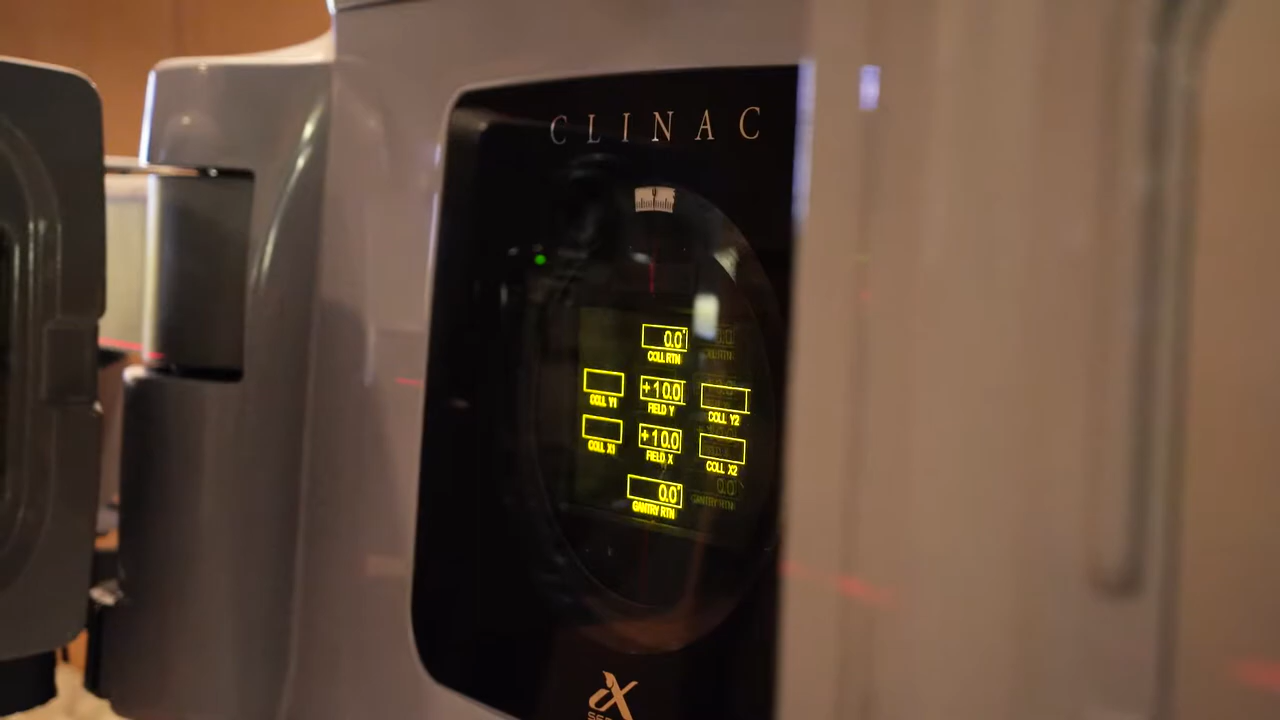 CLINAC
0
0.0°
COLL RTN
COLL Y1
+10.0
FIELD Y
COLL Y2
COLL X1
+10.0
FIELD X
COLL X2
0.0°
GANTRY RTN